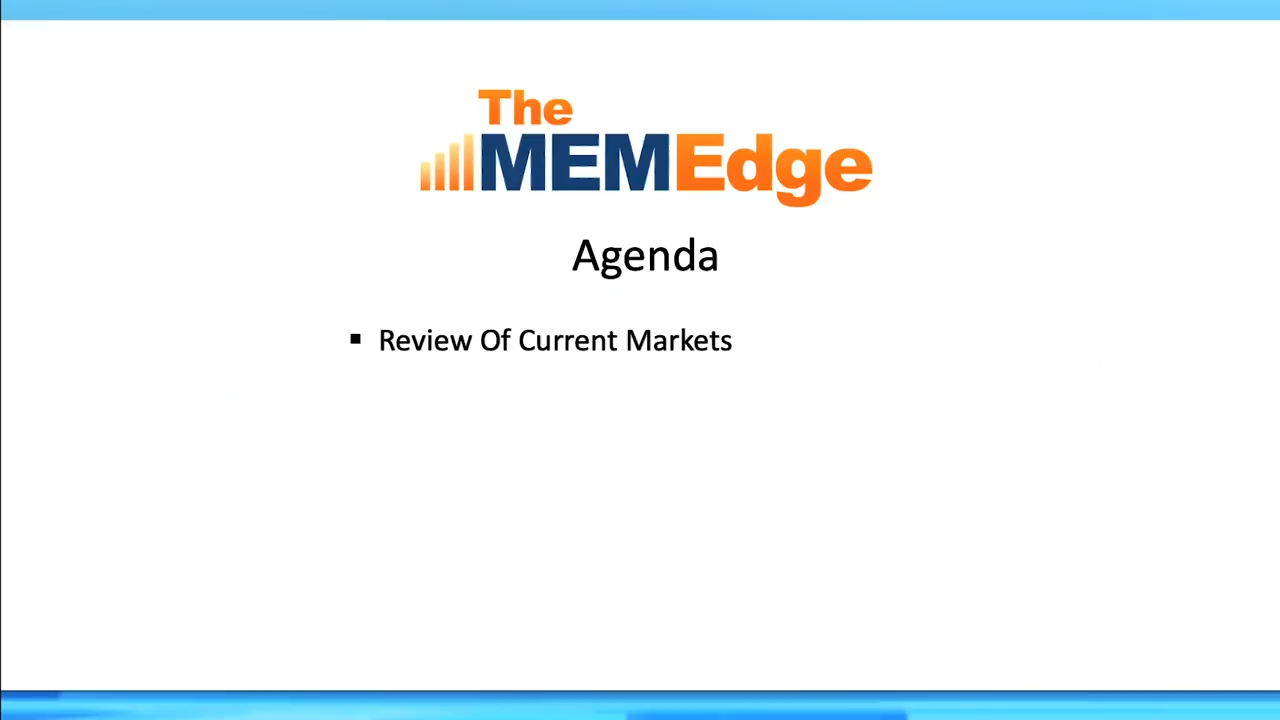 The
MEMEdge
Agenda
▪ Review Of Current Markets